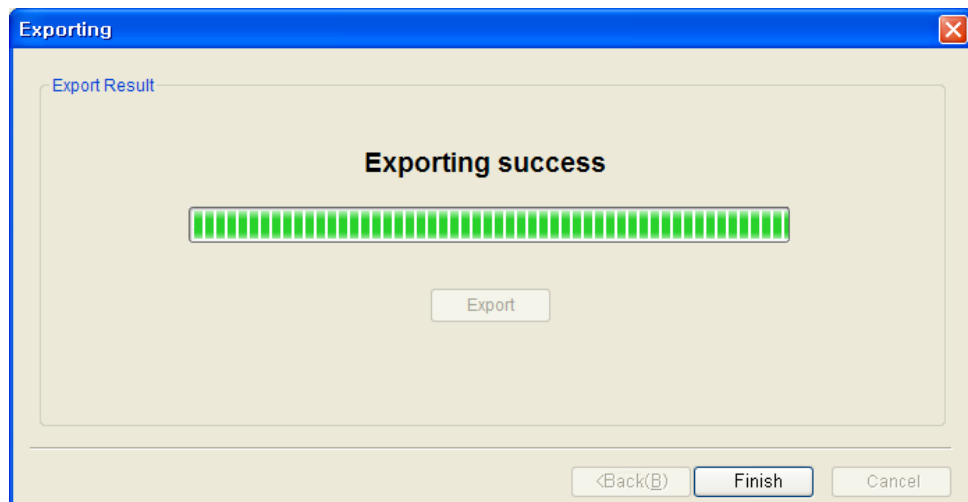 Exporting
Export Result
Exporting success
Export
<Back(B) Finish Cancel